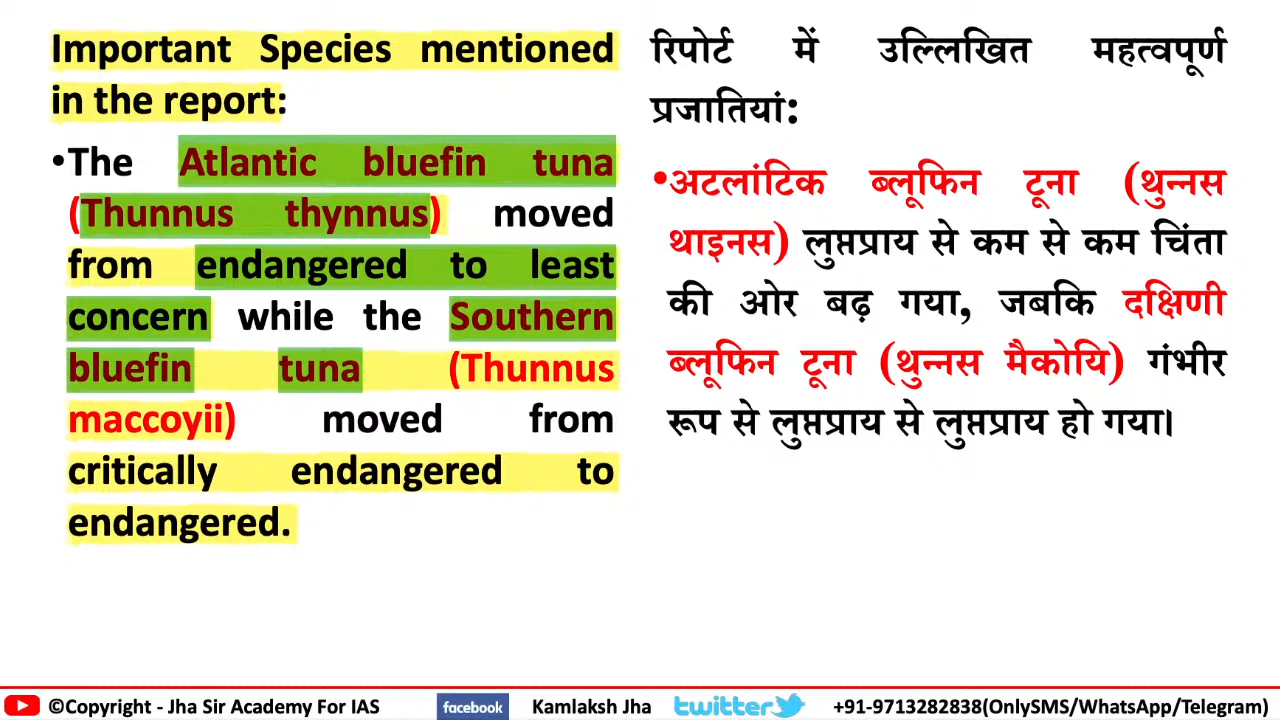 Important Species mentioned
in the report:
•The Atlantic bluefin tuna
(Thunnus thynnus) moved
from endangered to least
concern while the Southern
bluefin tuna (Thunnus
maccoyii) moved from
critically endangered to
endangered.
रिपोर्ट में उल्लिखित महत्वपूर्ण
प्रजातियां:
•अटलांटिक ब्लूफिन टूना (थुन्नस
थाइनस) लुप्तप्राय से कम से कम चिंता
की ओर बढ़ गया, जबकि दक्षिणी
ब्लूफिन टूना (थुन्नस मैकोयि) गंभीर
रूप से लुप्तप्राय से लुप्तप्राय हो गया।
©Copyright - Jha Sir Academy For IAS facebook Kamlaksh Jha twitter +91-9713282838(OnlySMS/WhatsApp/Telegram)